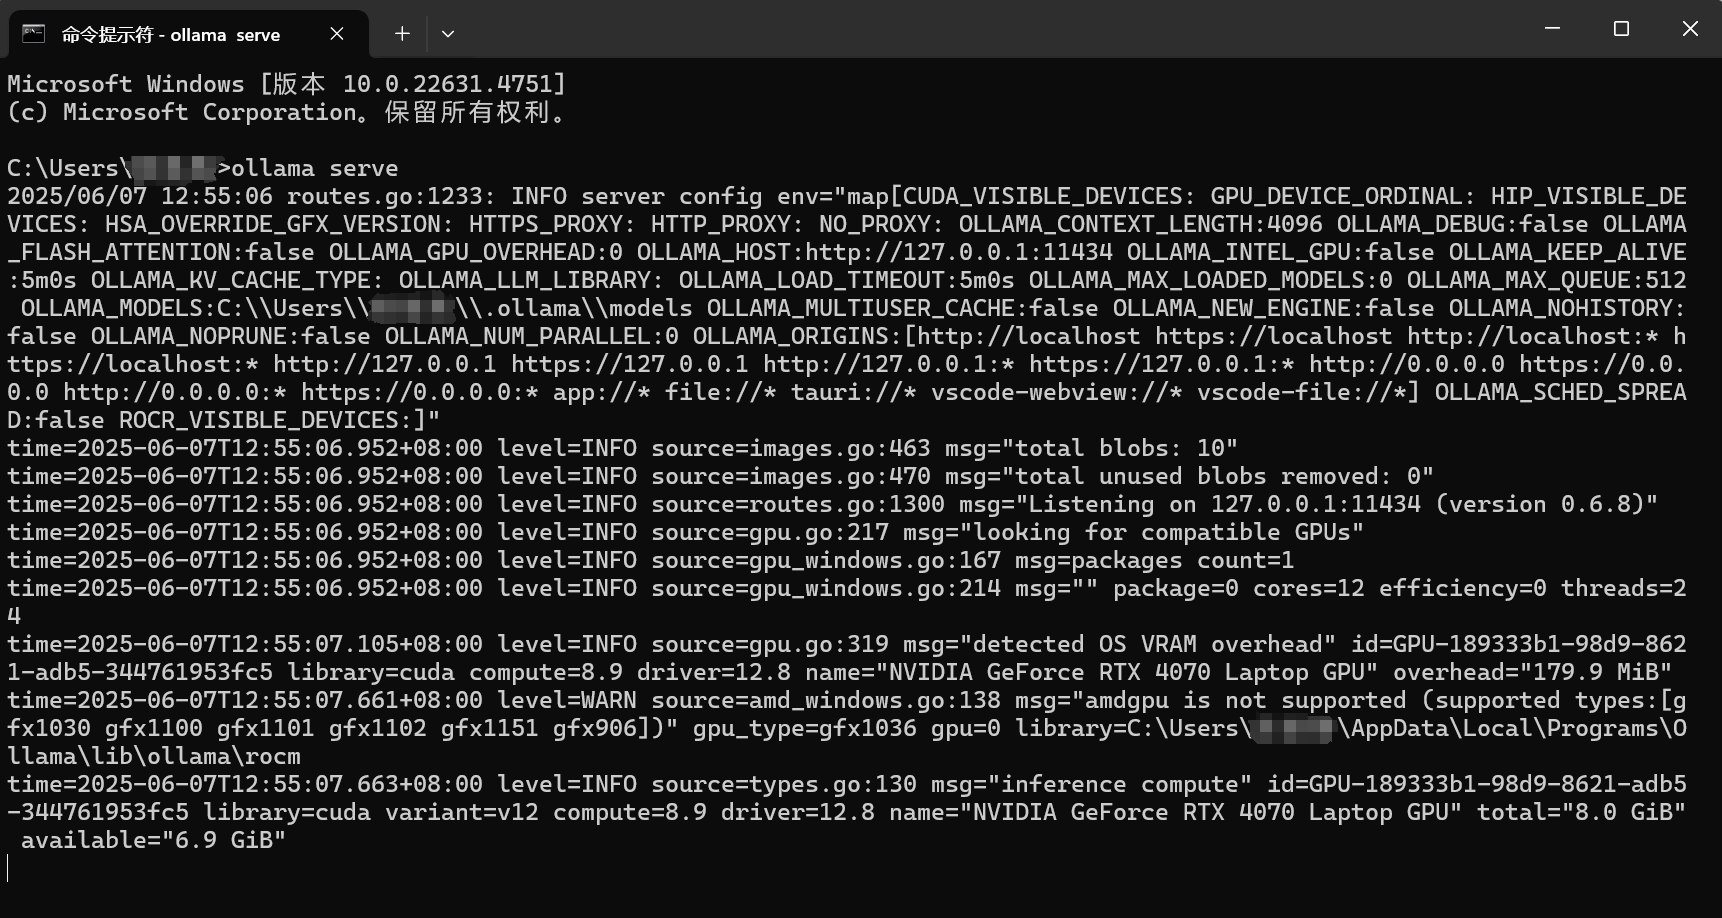 命令提示符 - ollama  serve
Microsoft Windows [版本 10.0.22631.4751]
(c) Microsoft Corporation。保留所有权利。
C:\Users\>ollama serve
2025/06/07 12:55:06 routes.go:1233: INFO server config env="map[CUDA_VISIBLE_DEVICES: GPU_DEVICE_ORDINAL: HIP_VISIBLE_DE
VICES: HSA_OVERRIDE_GFX_VERSION: HTTPS_PROXY: HTTP_PROXY: NO_PROXY: OLLAMA_CONTEXT_LENGTH:4096 OLLAMA_DEBUG:false OLLAMA
_FLASH_ATTENTION:false OLLAMA_GPU_OVERHEAD:0 OLLAMA_HOST:http://127.0.0.1:11434 OLLAMA_INTEL_GPU:false OLLAMA_KEEP_ALIVE
:5m0s OLLAMA_KV_CACHE_TYPE: OLLAMA_LLM_LIBRARY: OLLAMA_LOAD_TIMEOUT:5m0s OLLAMA_MAX_LOADED_MODELS:0 OLLAMA_MAX_QUEUE:512
 OLLAMA_MODELS:C:\\Users\\\\.ollama\\models OLLAMA_MULTIUSER_CACHE:false OLLAMA_NEW_ENGINE:false OLLAMA_NOHISTORY:
false OLLAMA_NOPRUNE:false OLLAMA_NUM_PARALLEL:0 OLLAMA_ORIGINS:[http://localhost https://localhost http://localhost:* h
ttps://localhost:* http://127.0.0.1 https://127.0.0.1 http://127.0.0.1:* https://127.0.0.1:* http://0.0.0.0 https://0.0.
0.0 http://0.0.0.0:* https://0.0.0.0:* app://* file://* tauri://* vscode-webview://* vscode-file://*] OLLAMA_SCHED_SPREA
D:false ROCR_VISIBLE_DEVICES:]"
time=2025-06-07T12:55:06.952+08:00 level=INFO source=images.go:463 msg="total blobs: 10"
time=2025-06-07T12:55:06.952+08:00 level=INFO source=images.go:470 msg="total unused blobs removed: 0"
time=2025-06-07T12:55:06.952+08:00 level=INFO source=routes.go:1300 msg="Listening on 127.0.0.1:11434 (version 0.6.8)"
time=2025-06-07T12:55:06.952+08:00 level=INFO source=gpu.go:217 msg="looking for compatible GPUs"
time=2025-06-07T12:55:06.952+08:00 level=INFO source=gpu_windows.go:167 msg=packages count=1
time=2025-06-07T12:55:06.952+08:00 level=INFO source=gpu_windows.go:214 msg="" package=0 cores=12 efficiency=0 threads=2
4
time=2025-06-07T12:55:07.105+08:00 level=INFO source=gpu.go:319 msg="detected OS VRAM overhead" id=GPU-189333b1-98d9-862
1-adb5-344761953fc5 library=cuda compute=8.9 driver=12.8 name="NVIDIA GeForce RTX 4070 Laptop GPU" overhead="179.9 MiB"
time=2025-06-07T12:55:07.661+08:00 level=WARN source=amd_windows.go:138 msg="amdgpu is not supported (supported types:[g
fx1030 gfx1100 gfx1101 gfx1102 gfx1151 gfx906])" gpu_type=gfx1036 gpu=0 library=C:\Users\\AppData\Local\Programs\O
llama\lib\ollama\rocm
time=2025-06-07T12:55:07.663+08:00 level=INFO source=types.go:130 msg="inference compute" id=GPU-189333b1-98d9-8621-adb5
-344761953fc5 library=cuda variant=v12 compute=8.9 driver=12.8 name="NVIDIA GeForce RTX 4070 Laptop GPU" total="8.0 GiB"
 available="6.9 GiB"